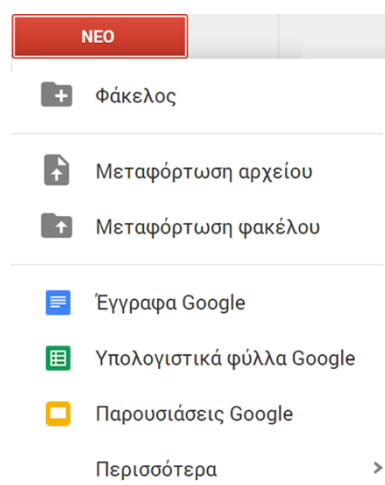 ΝΕΟ
Φάκελος
Μεταφόρτωση αρχείου
Μεταφόρτωση φακέλου
Έγγραφα Google
Υπολογιστικά φύλλα Google
Παρουσιάσεις Google
Περισσότερα